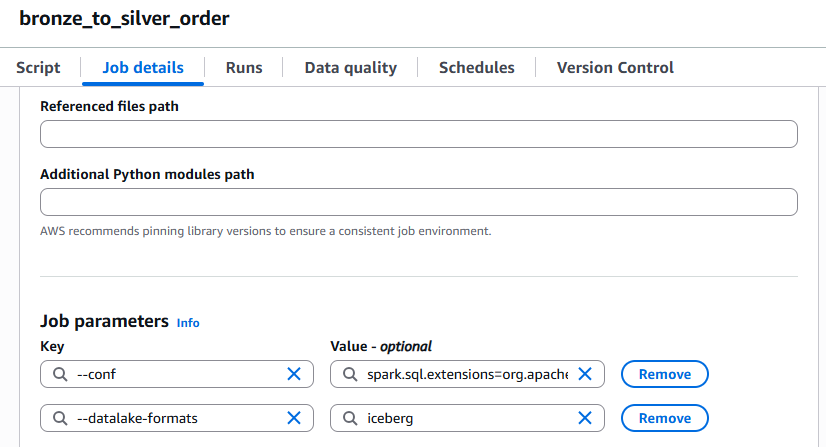 bronze_to_silver_order
Script Job details Runs Data quality Schedules Version Control
Referenced files path
Additional Python modules path
AWS recommends pinning library versions to ensure a consistent job environment.
Job parameters Info
Key Value - optional
--conf spark.sql.extensions=org.apache Remove
--datalake-formats iceberg Remove